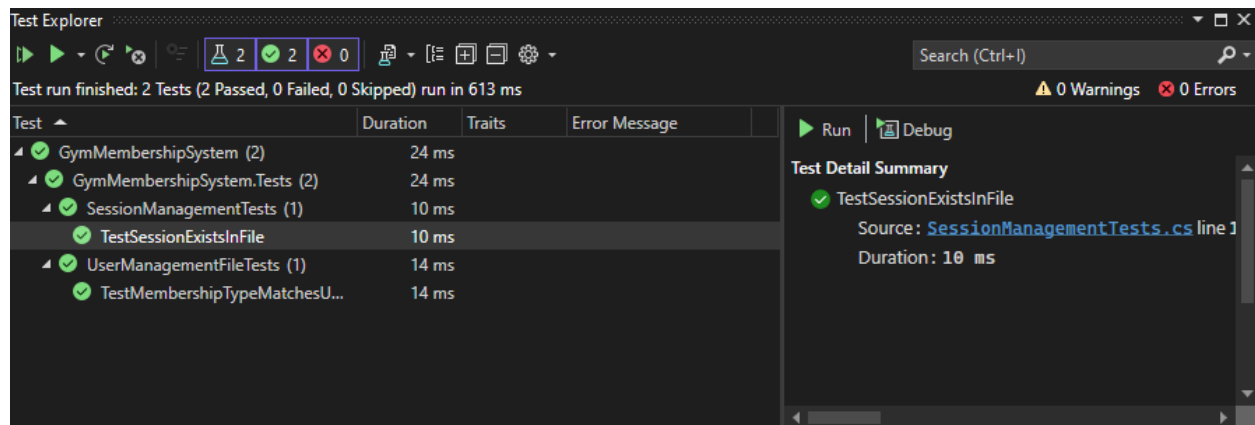 Test Explorer
2 2 0
Search (Ctrl+I)
Test run finished: 2 Tests (2 Passed, 0 Failed, 0 Skipped) run in 613 ms
0 Warnings 0 Errors
Test Duration Traits Error Message
GymMembershipSystem (2) 24 ms
GymMembershipSystem.Tests (2) 24 ms
SessionManagementTests (1) 10 ms
TestSessionExistsInFile 10 ms
UserManagementFileTests (1) 14 ms
TestMembershipTypeMatchesU... 14 ms
Run Debug
Test Detail Summary
TestSessionExistsInFile
Source: SessionManagementTests.cs line 1
Duration: 10 ms